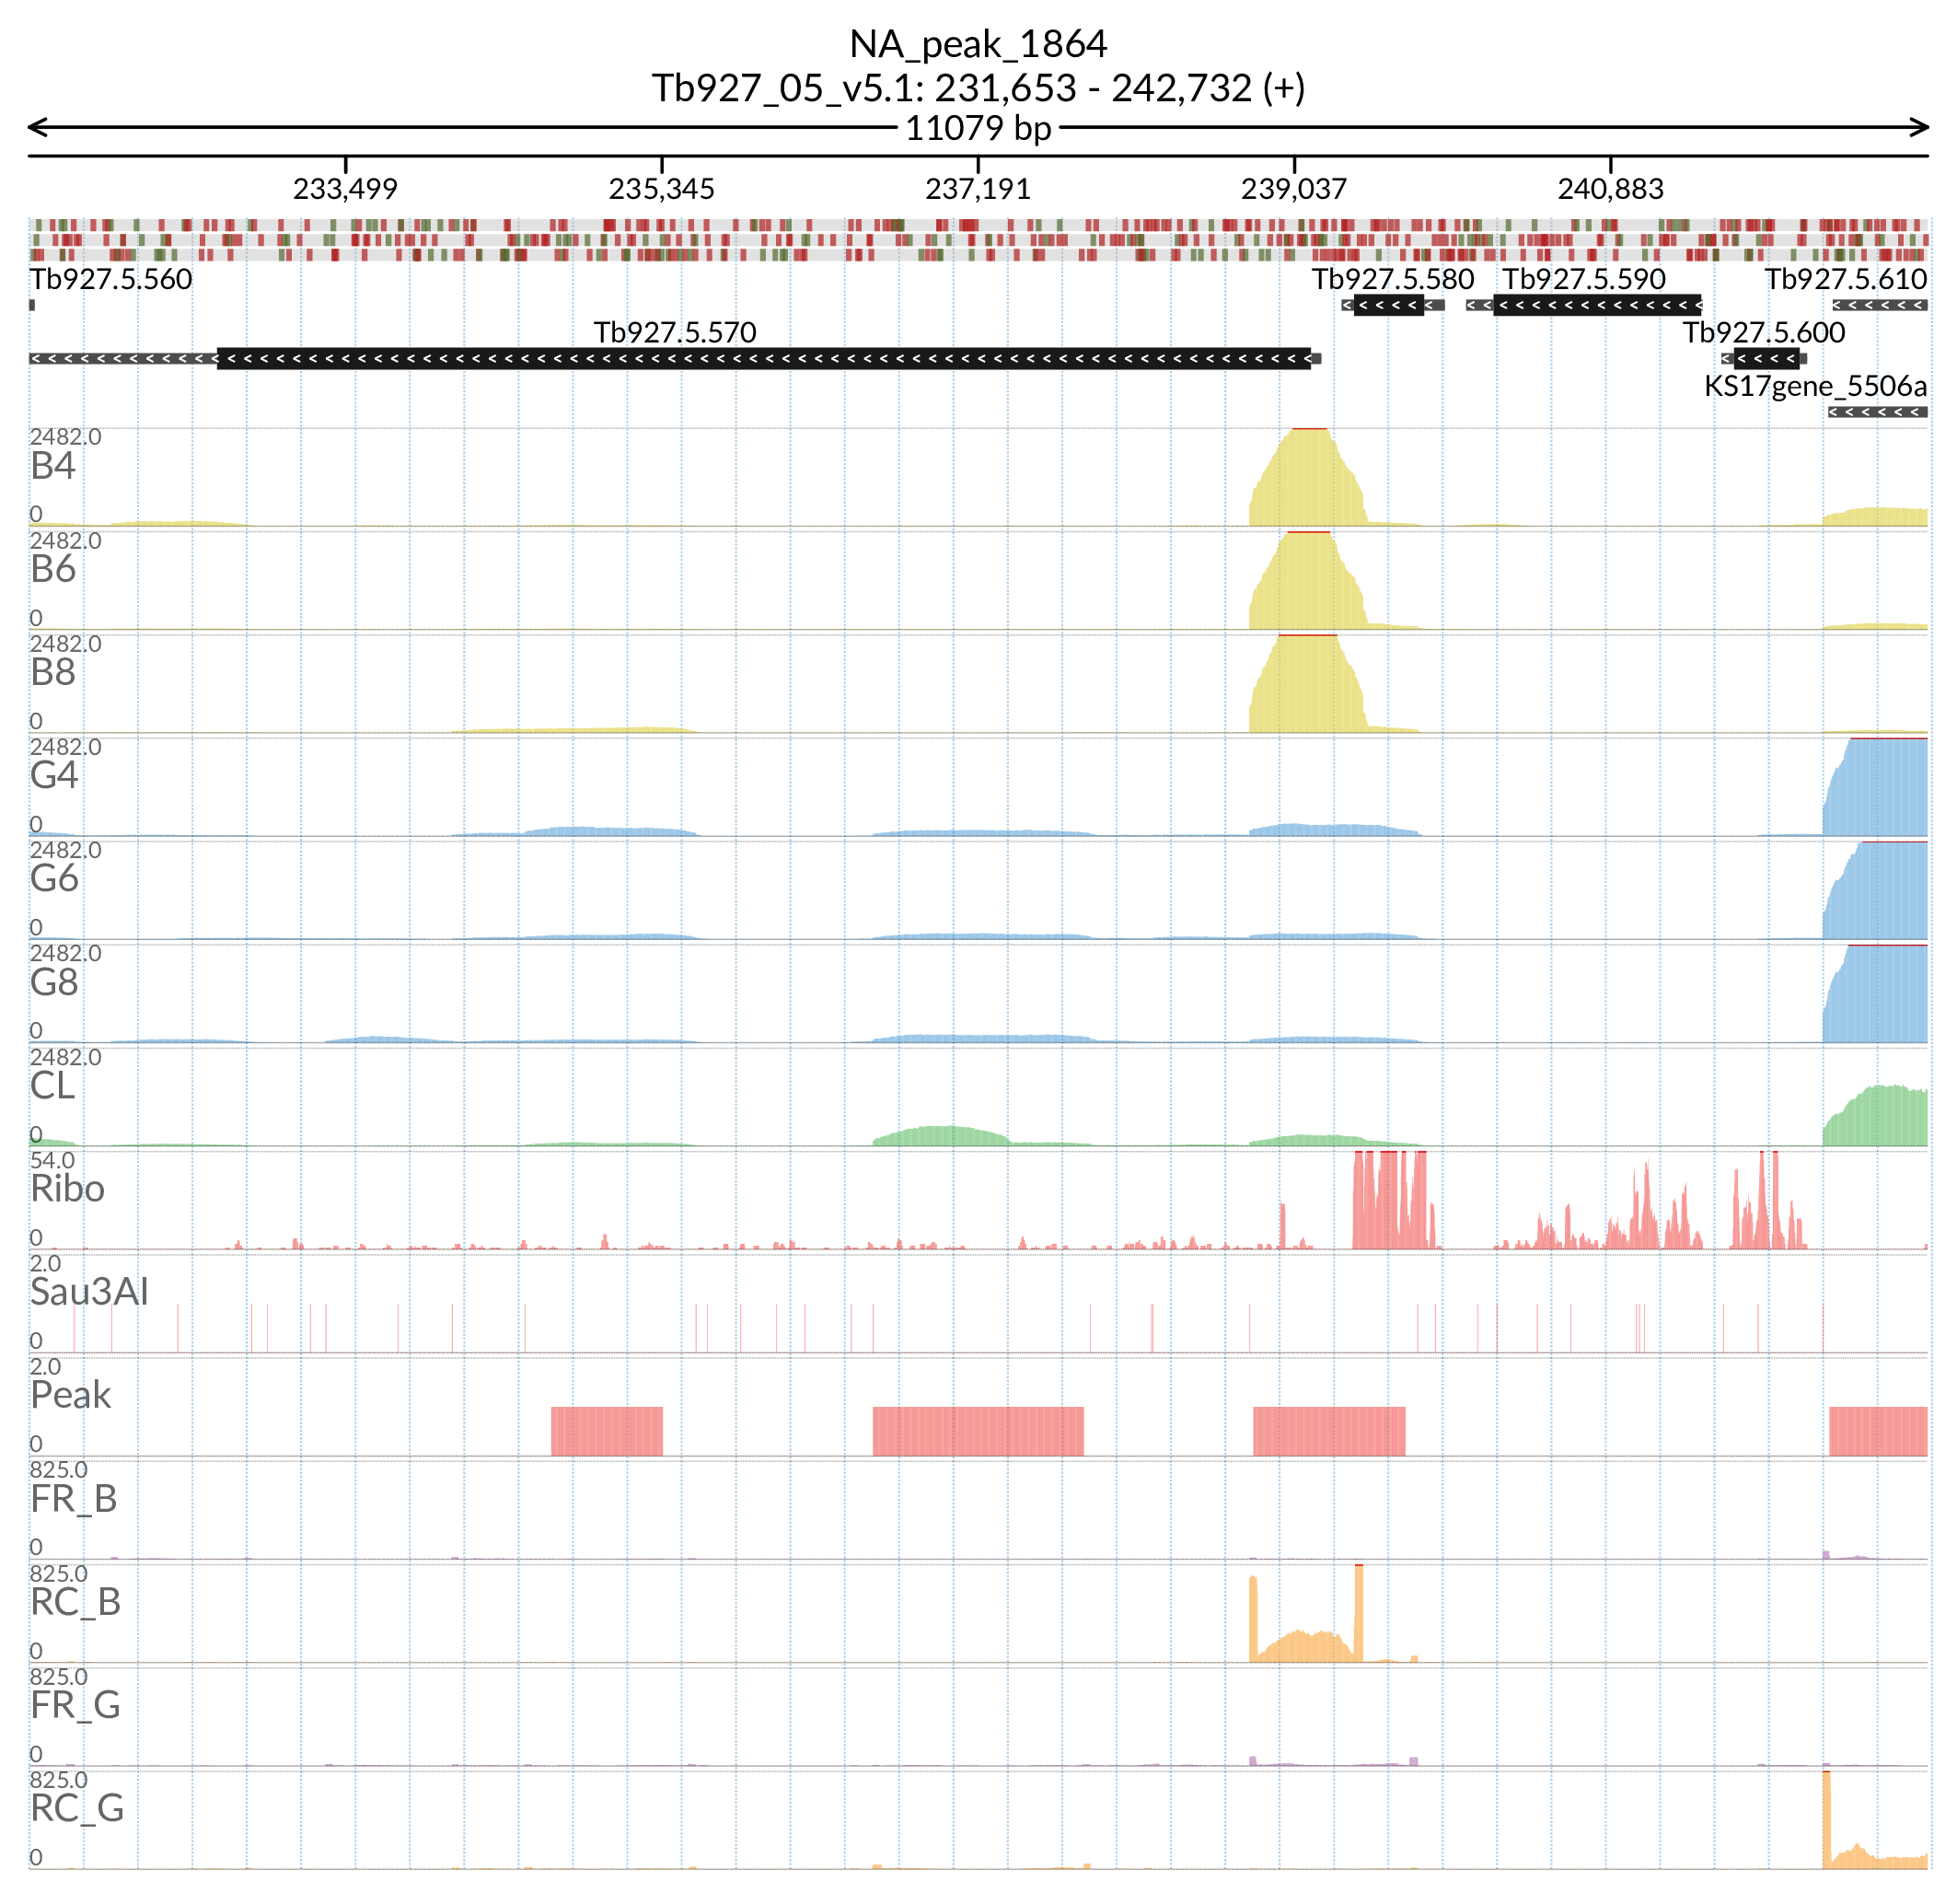 NA_peak_1864
Tb927_05_v5.1: 231,653 - 242,732 (+)
11079 bp
233,499 235,345 237,191 239,037 240,883
Tb927.5.560 Tb927.5.580 Tb927.5.590 Tb927.5.610
Tb927.5.570 Tb927.5.600
KS17gene_5506a
2482.0
B4
0
2482.0
B6
0
2482.0
B8
0
2482.0
G4
0
2482.0
G6
0
2482.0
G8
0
2482.0
CL
0
54.0
Ribo
0
2.0
Sau3AI
0
2.0
Peak
0
825.0
FR_B
0
825.0
RC_B
0
825.0
FR_G
0
825.0
RC_G
0